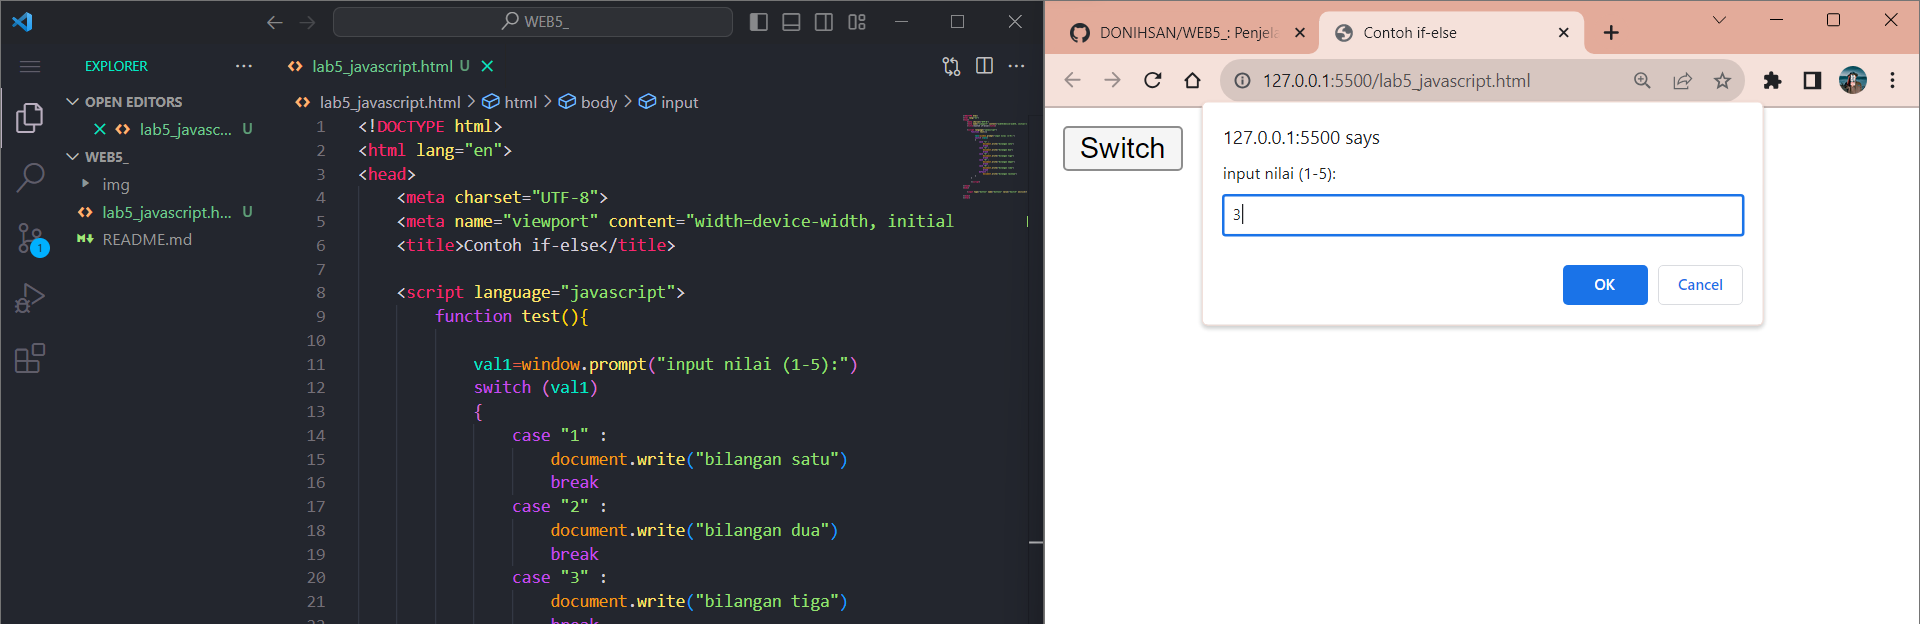 WEB5_
EXPLORER
OPEN EDITORS
lab5_javasc... U
WEB5_
img
lab5_javascript.h... U
README.md
1
lab5_javascript.html U
lab5_javascript.html > html > body > input
1 <!DOCTYPE html>
2 <html lang="en">
3 <head>
4 <meta charset="UTF-8">
5 <meta name="viewport" content="width=device-width, initial
6 <title>Contoh if-else</title>
7
8 <script language="javascript">
9 function test(){
10
11 val1=window.prompt("input nilai (1-5):")
12 switch (val1)
13 {
14 case "1" :
15 document.write("bilangan satu")
16 break
17 case "2" :
18 document.write("bilangan dua")
19 break
20 case "3" :
21 document.write("bilangan tiga")
22 break
DONIHSAN/WEB5_: Penjela
Contoh if-else
127.0.0.1:5500/lab5_javascript.html
Switch
127.0.0.1:5500 says
input nilai (1-5):
3
OK
Cancel